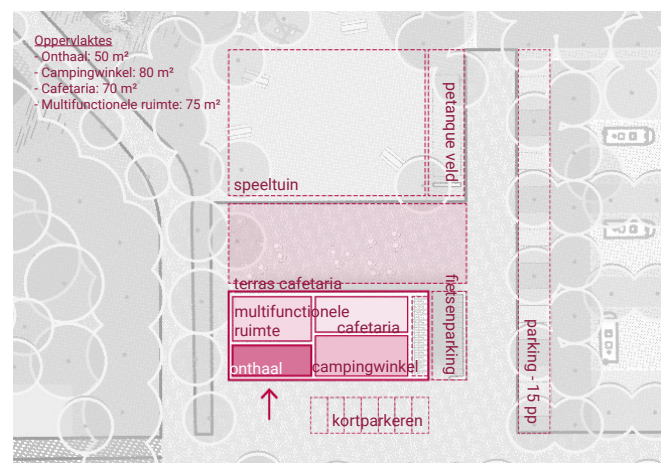 Oppervlaktes
- Onthaal: 50 m²
- Campingwinkel: 80 m²
- Cafetaria: 70 m²
- Multifunctionele ruimte: 75 m²
petanque veld
speeltuin
terras cafetaria
fietsenparking
multifunctionele
ruimte
cafetaria
onthaal
campingwinkel
parking - 15 pp
kortparkeren